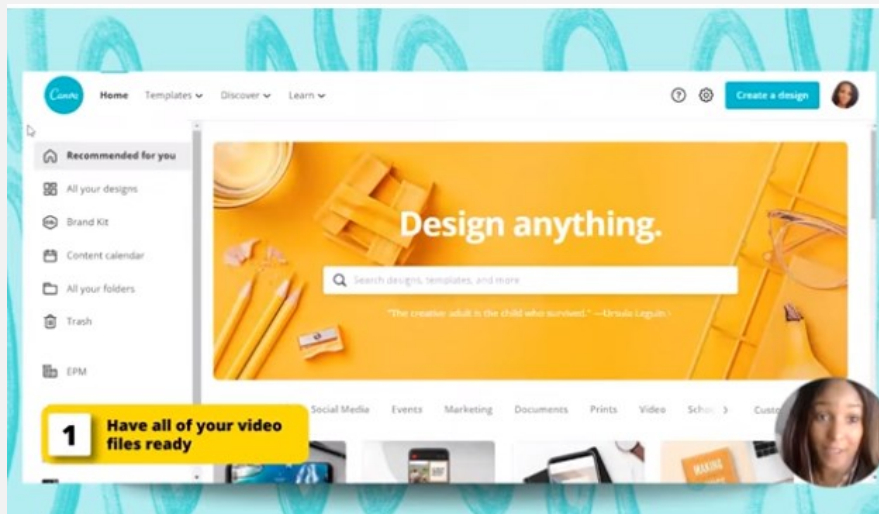 Canva
Home
Templates
Discover
Learn
Create a design
Recommended for you
All your designs
Brand Kit
Content calendar
All your folders
Trash
EPM
Design anything.
Search designs, templates, and more
"The creative adult is the child who survived." —Ursula Leguin
Social Media
Events
Marketing
Documents
Prints
Video
1
Have all of your video
files ready
MAKING